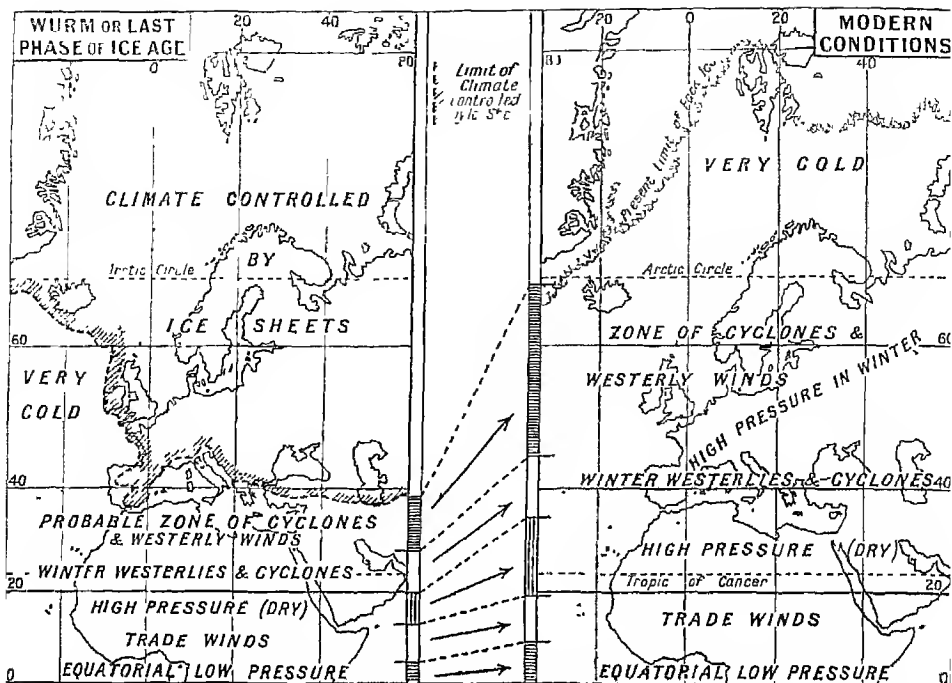 WURM OR LAST
PHASE OF ICE AGE
20
40
0
CLIMATE CONTROLLED
BY
Arctic Circle
ICE SHEETS
60
VERY
COLD
40
PROBABLE ZONE OF CYCLONES
& WESTERLY WINDS
WINTER WESTERLIES & CYCLONES
20
HIGH PRESSURE (DRY)
TRADE WINDS
0
EQUATORIAL LOW PRESSURE
Limit of
Climate
MODERN
CONDITIONS
20
0
20
40
Present Limit of Pack Ice
VERY COLD
Arctic Circle
ZONE OF CYCLONES &
60
WESTERLY WINDS
HIGH PRESSURE IN WINTER
WINTER WESTERLIES & CYCLONES
40
HIGH PRESSURE (DRY)
Tropic of Cancer
20
TRADE WINDS
EQUATORIAL LOW PRESSURE
0